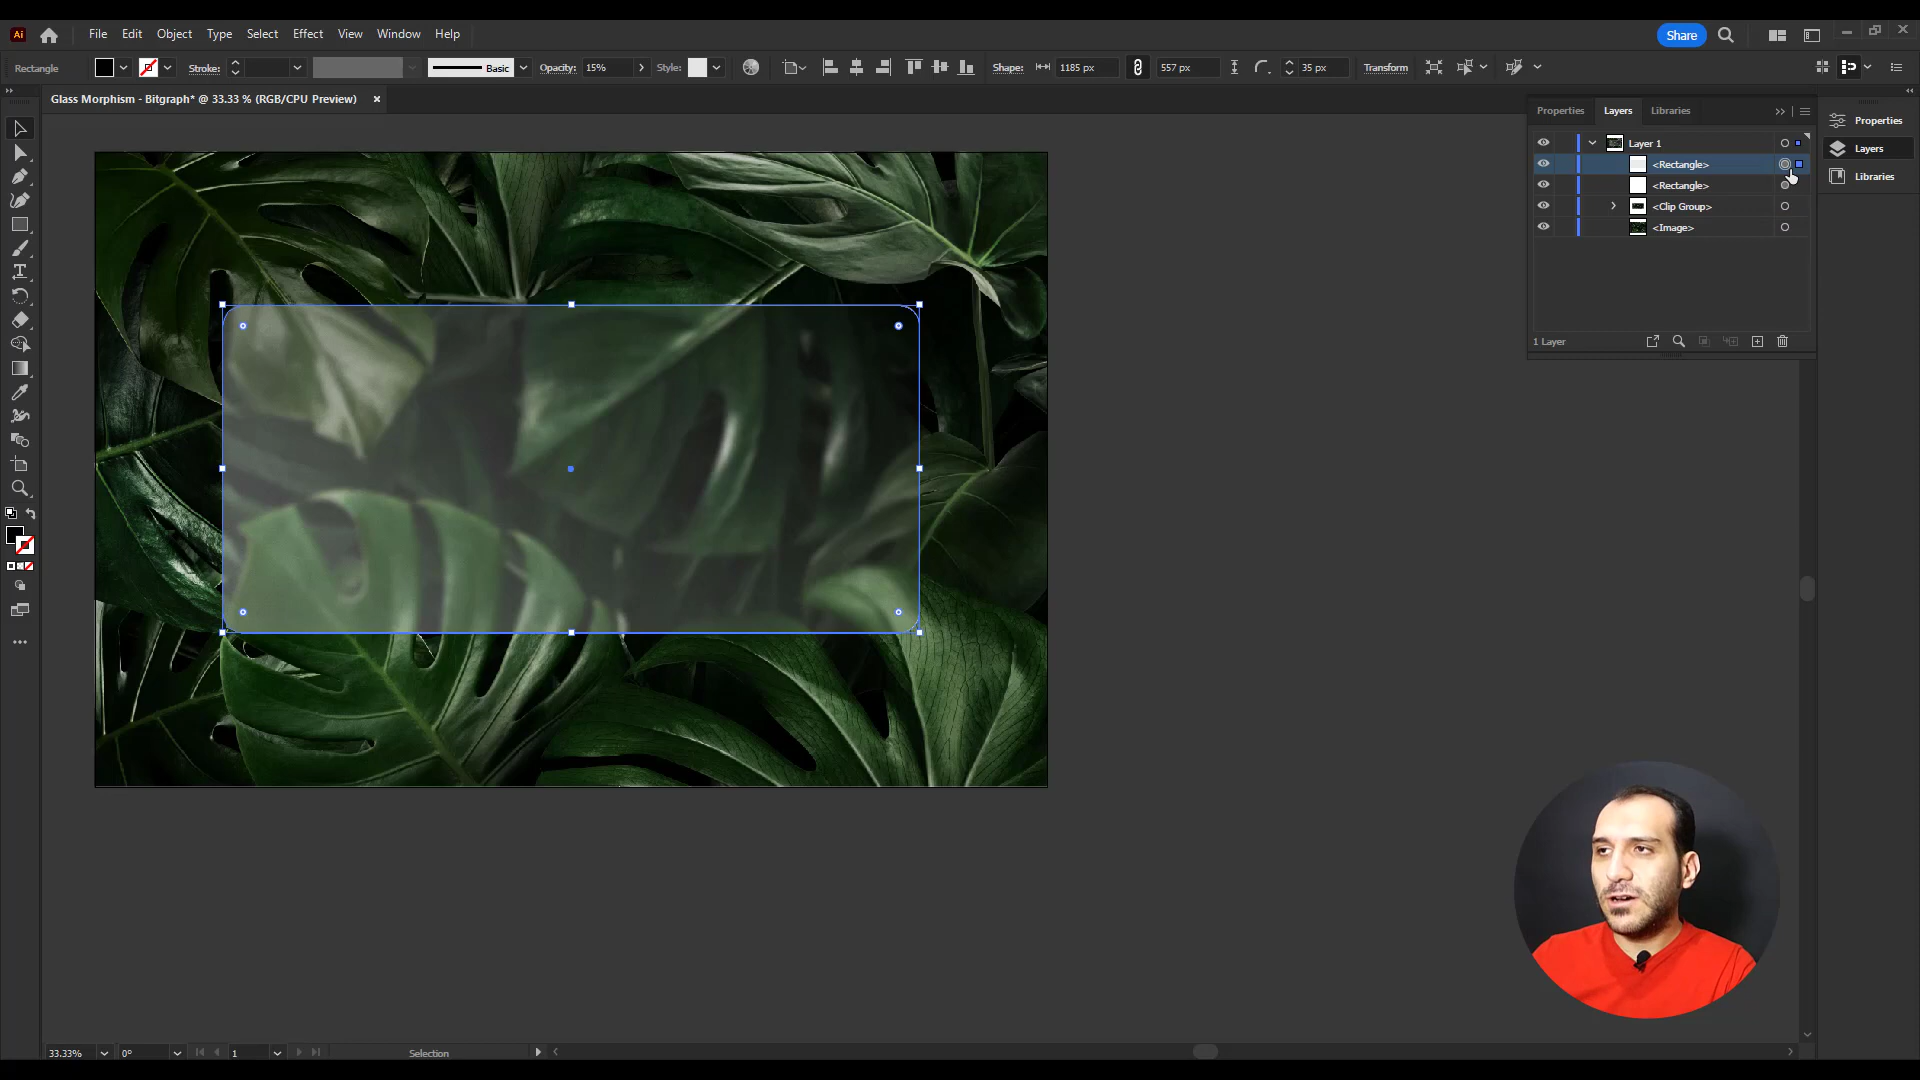 Ai File Edit Object Type Select Effect View Window Help Share
Rectangle Stroke: Basic Opacity: 15% Style: Shape: 1185 px 557 px 35 px Transform
Glass Morphism - Bitgraph* @ 33.33 % (RGB/CPU Preview) ×
Properties Layers Libraries
Layer 1
<Rectangle>
<Rectangle>
<Clip Group>
<Image>
1 Layer
Properties
Layers
Libraries
33.33% 0° 1 Selection